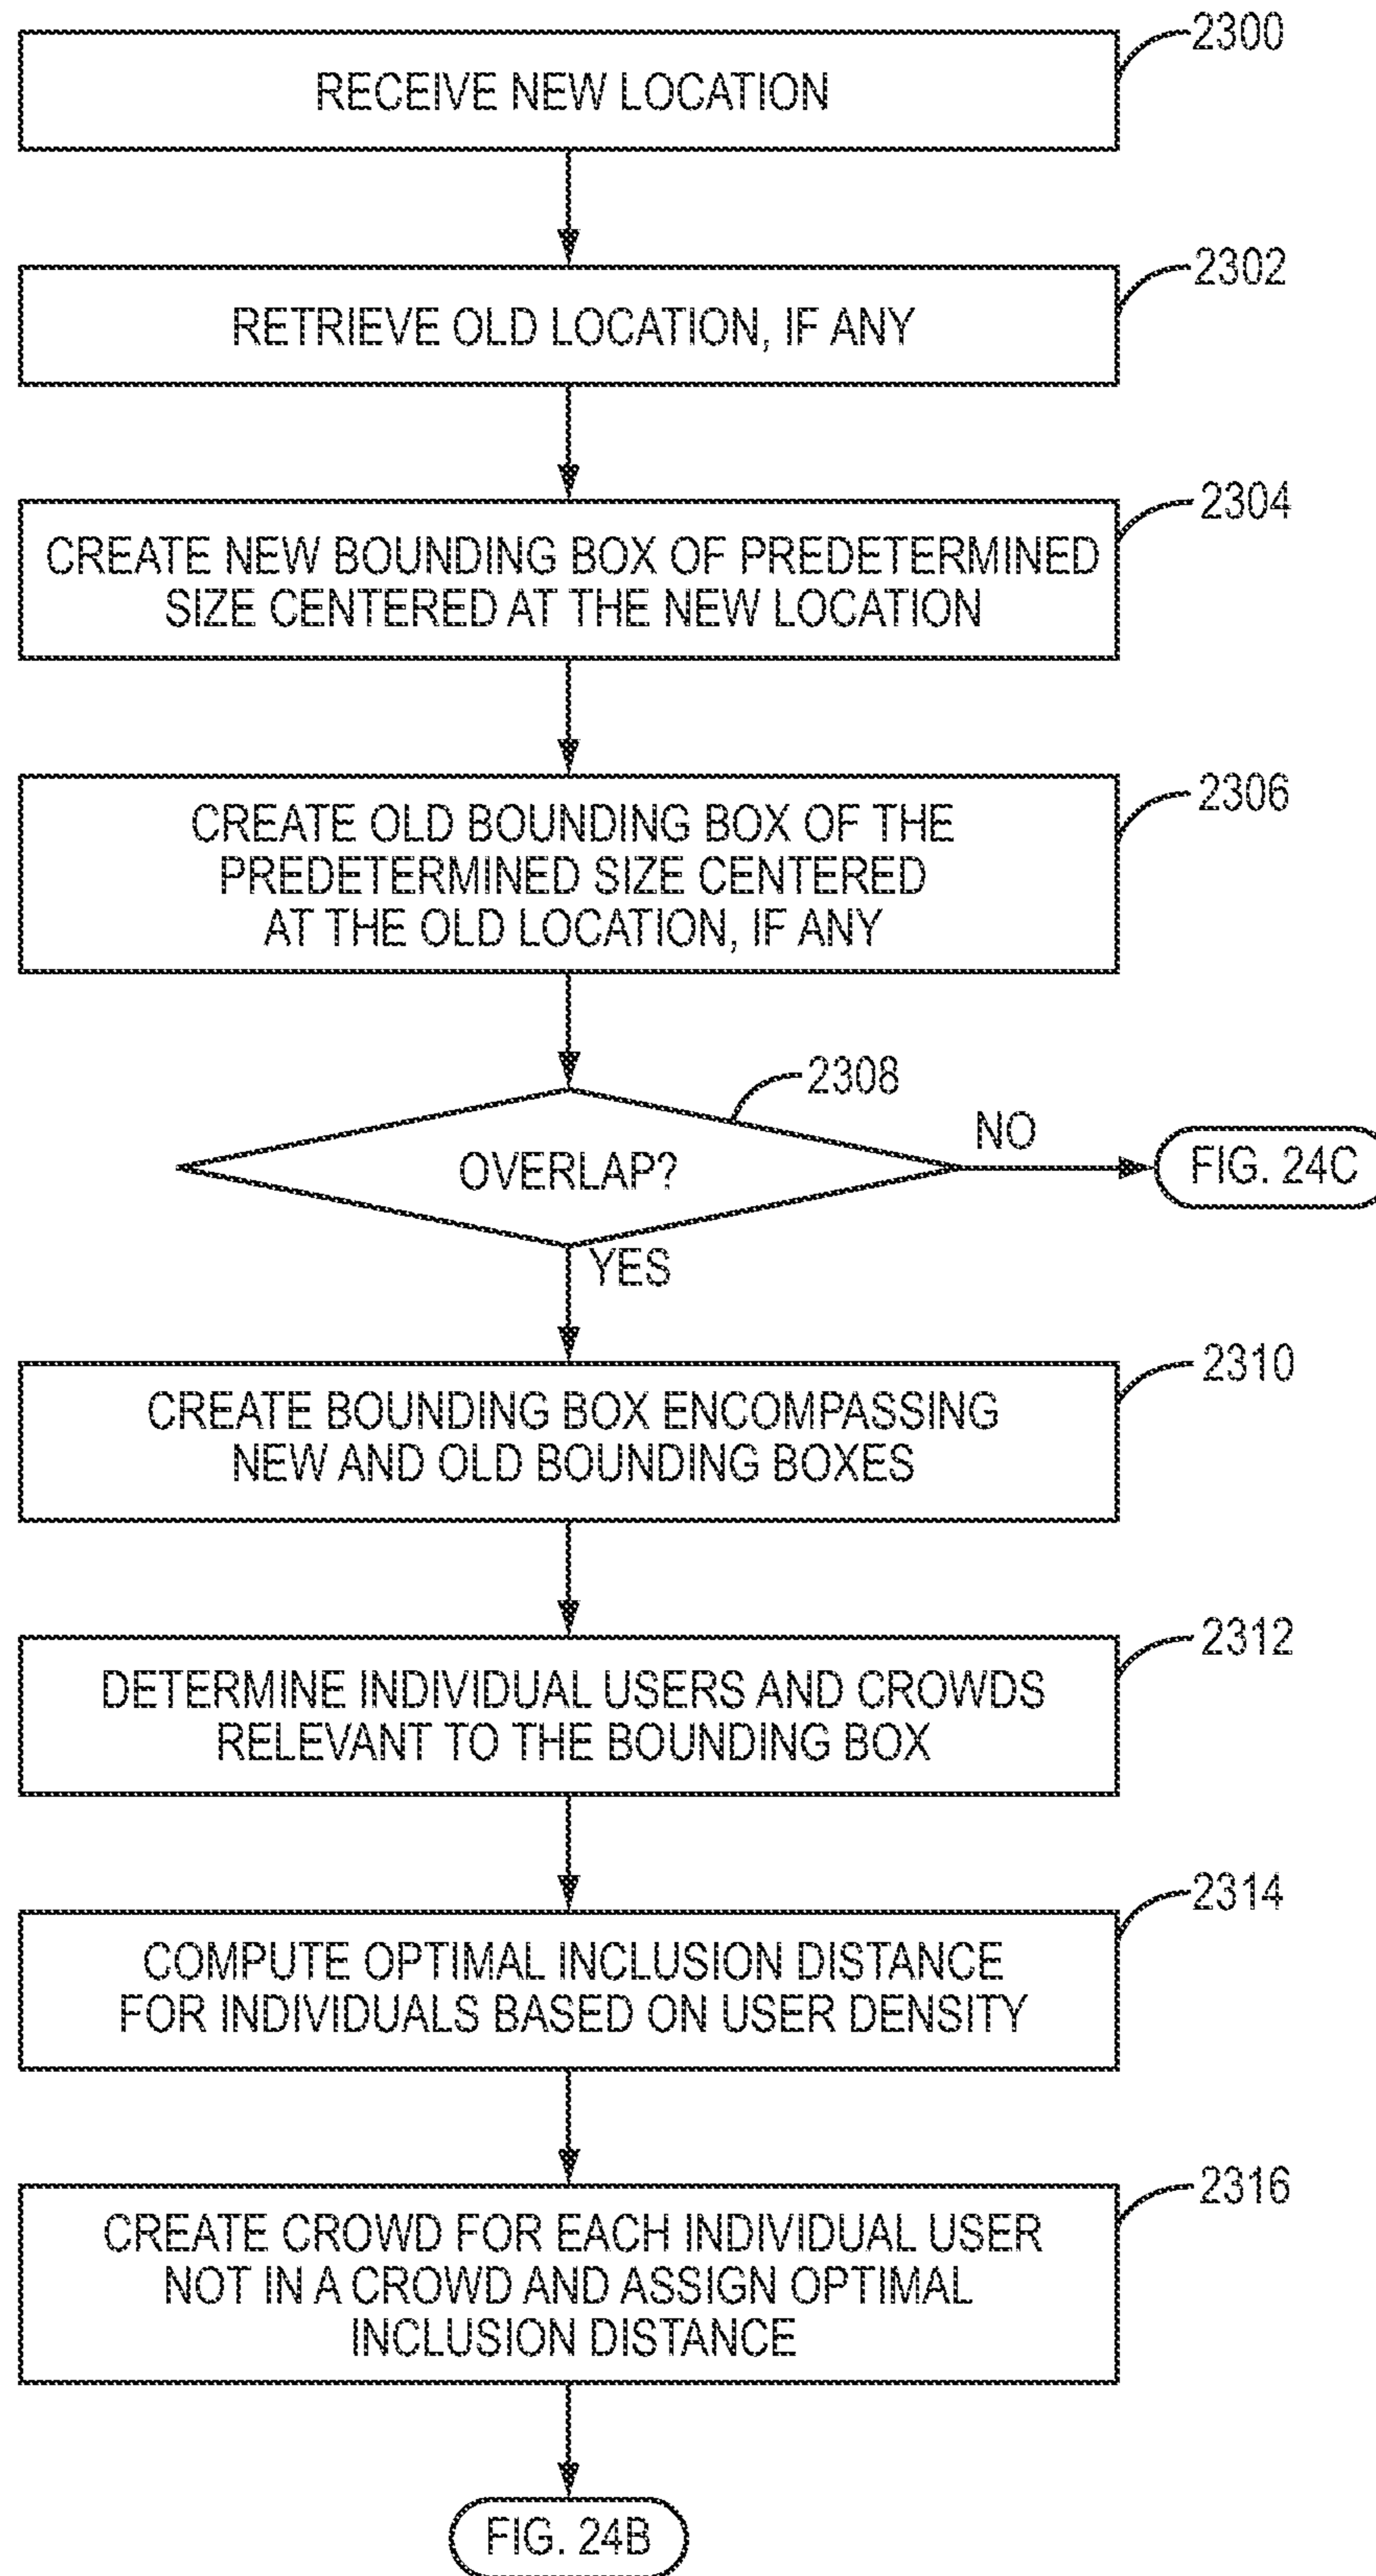 2300
RECEIVE NEW LOCATION
2302
RETRIEVE OLD LOCATION, IF ANY
2304
CREATE NEW BOUNDING BOX OF PREDETERMINED
SIZE CENTERED AT THE NEW LOCATION
2306
CREATE OLD BOUNDING BOX OF THE
PREDETERMINED SIZE CENTERED
AT THE OLD LOCATION, IF ANY
2308
NO
OVERLAP?
FIG. 24C
YES
2310
CREATE BOUNDING BOX ENCOMPASSING
NEW AND OLD BOUNDING BOXES
2312
DETERMINE INDIVIDUAL USERS AND CROWDS
RELEVANT TO THE BOUNDING BOX
2314
COMPUTE OPTIMAL INCLUSION DISTANCE
FOR INDIVIDUALS BASED ON USER DENSITY
2316
CREATE CROWD FOR EACH INDIVIDUAL USER
NOT IN A CROWD AND ASSIGN OPTIMAL
INCLUSION DISTANCE
FIG. 24B